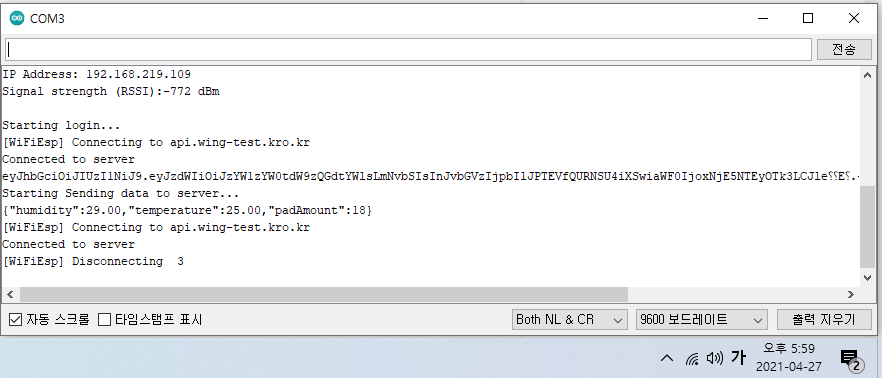 COM3
전송
IP Address: 192.168.219.109
Signal strength (RSSI):-772 dBm
Starting login...
[WiFiEsp] Connecting to api.wing-test.kro.kr
Connected to server
eyJhbGciOiJIUzI1NiJ9.eyJzdWIiOiJzYW1zYW0tdW9zQGdtYWlsLmNvbSIsInJvbGVzIjpbIlJPTEVfQURNSU4iXSwiaWF0IjoxNjE5NTEyOTk3LCJle⸮⸮E⸮.
Starting Sending data to server...
{"humidity":29.00,"temperature":25.00,"padAmount":18}
[WiFiEsp] Connecting to api.wing-test.kro.kr
Connected to server
[WiFiEsp] Disconnecting  3
자동 스크롤 타임스탬프 표시 Both NL & CR 9600 보드레이트 출력 지우기
가 오후 5:59
2021-04-27
2